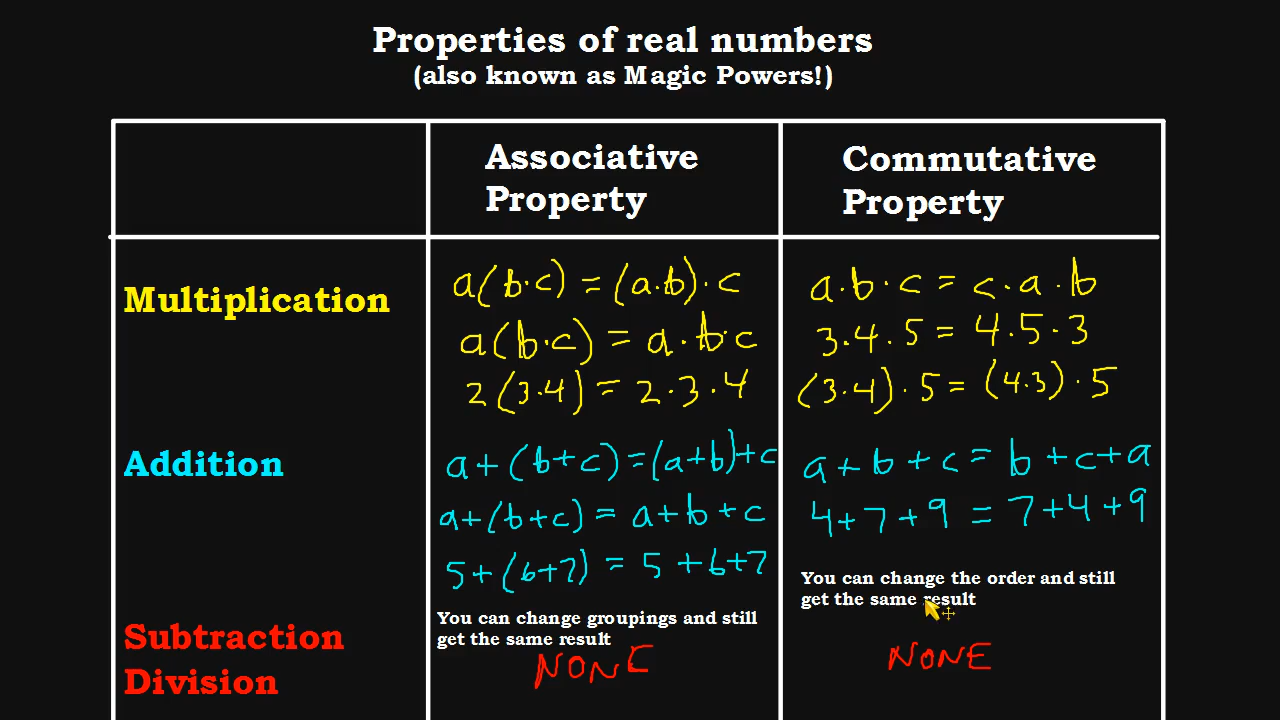 Properties of real numbers
(also known as Magic Powers!)
Associative
Property
Commutative
Property
Multiplication
a(b·c) = (a·b)·c
a(b·c) = a·b·c
2(3·4) = 2·3·4
a·b·c = c·a·b
3·4·5 = 4·5·3
(3·4)·5 = (4·3)·5
Addition
a+(b+c) = (a+b)+c
a+(b+c) = a+b+c
5+(6+7) = 5+6+7
You can change groupings and still
get the same result
a+b+c = b+c+a
4+7+9 = 7+4+9
You can change the order and still
get the same result
Subtraction
Division
NONE
NONE